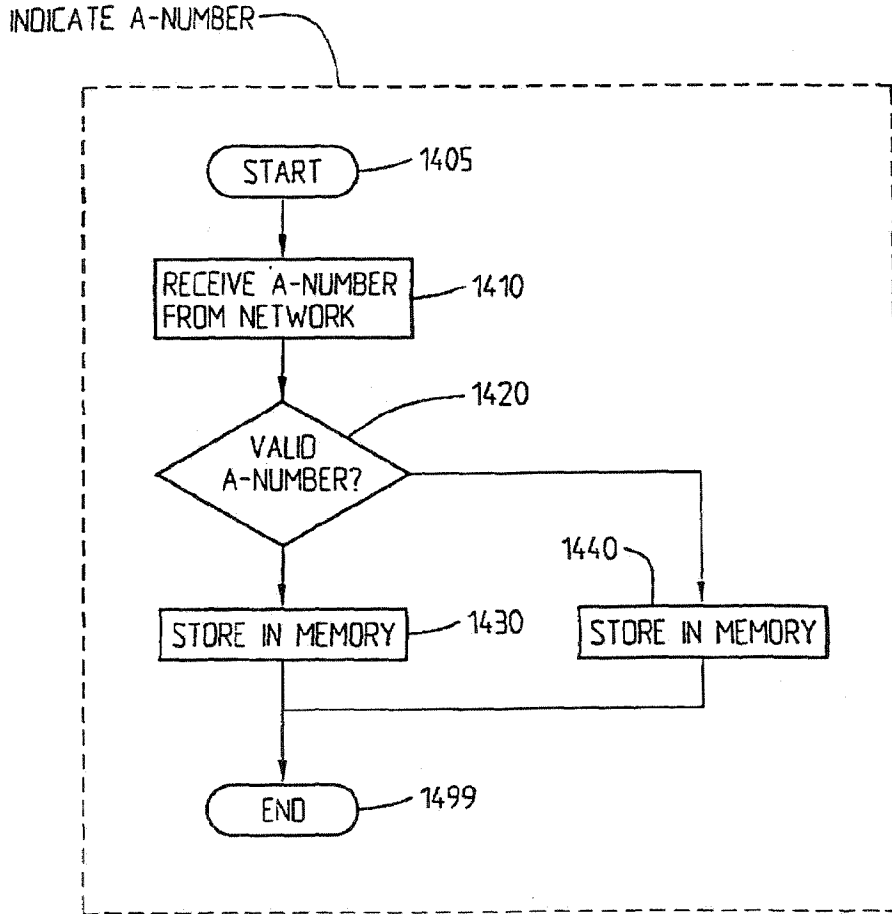 INDICATE A-NUMBER
START
1405
RECEIVE A-NUMBER
FROM NETWORK
1410
1420
VALID
A-NUMBER?
1440
STORE IN MEMORY
1430
STORE IN MEMORY
END
1499